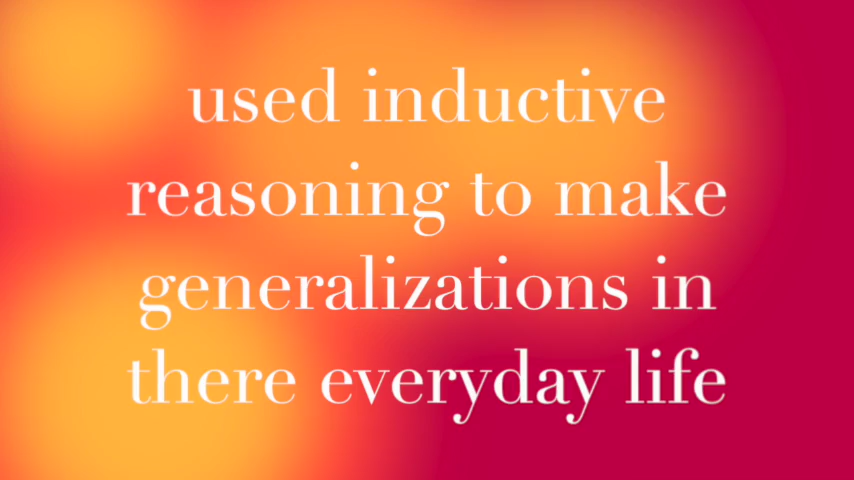 used inductive
reasoning to make
generalizations in
there everyday life